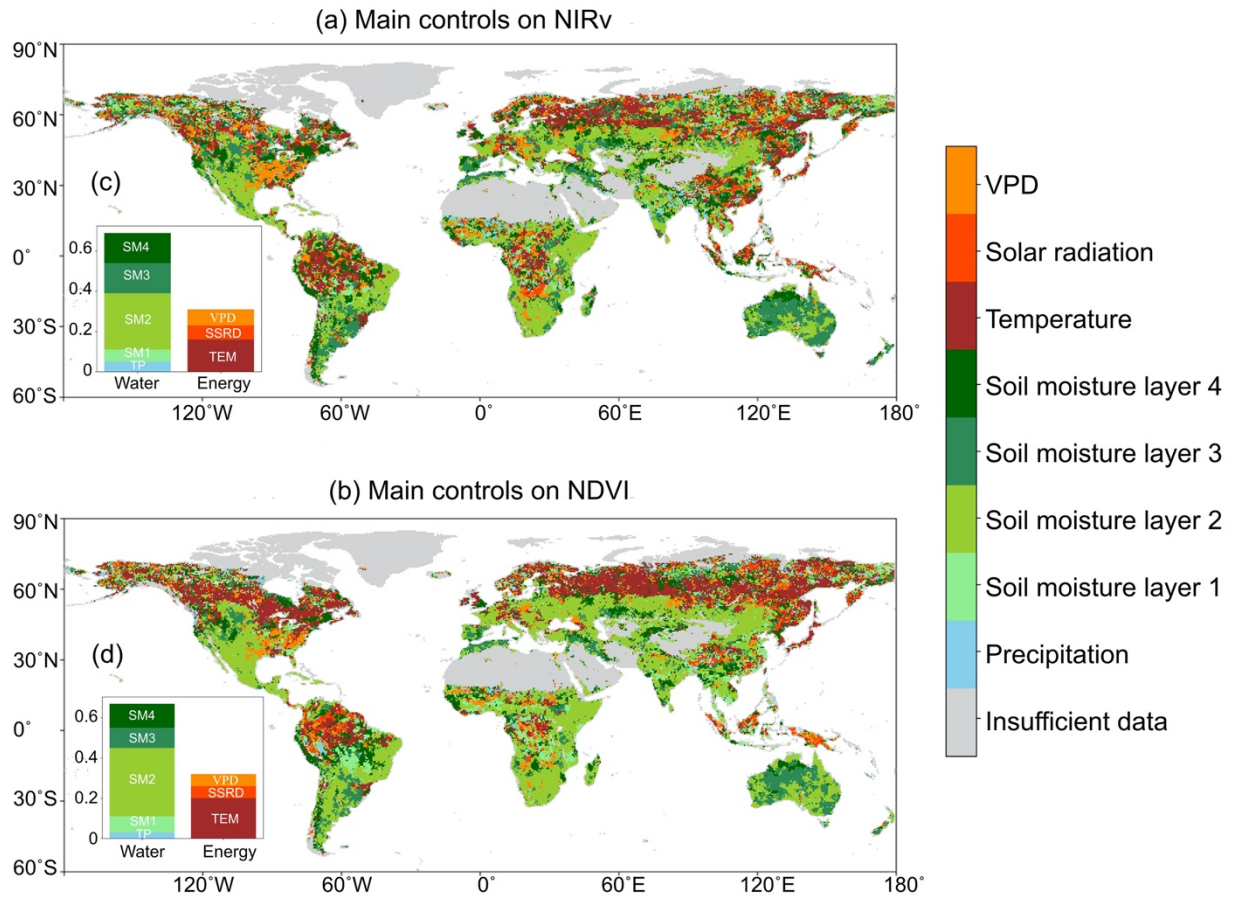 (a) Main controls on NIRv
90˚N
60˚N
30˚N
0˚
30˚S
60˚S
(c)
0.6
0.4
0.2
0
SM4
SM3
SM2
SM1
TP
VPD
SSRD
TEM
Water Energy
120˚W 60˚W 0˚ 60˚E 120˚E 180˚
(b) Main controls on NDVI
90˚N
60˚N
30˚N
0˚
30˚S
60˚S
(d)
0.6
0.4
0.2
0
SM4
SM3
SM2
SM1
TP
VPD
SSRD
TEM
Water Energy
120˚W 60˚W 0˚ 60˚E 120˚E 180˚
VPD
Solar radiation
Temperature
Soil moisture layer 4
Soil moisture layer 3
Soil moisture layer 2
Soil moisture layer 1
Precipitation
Insufficient data